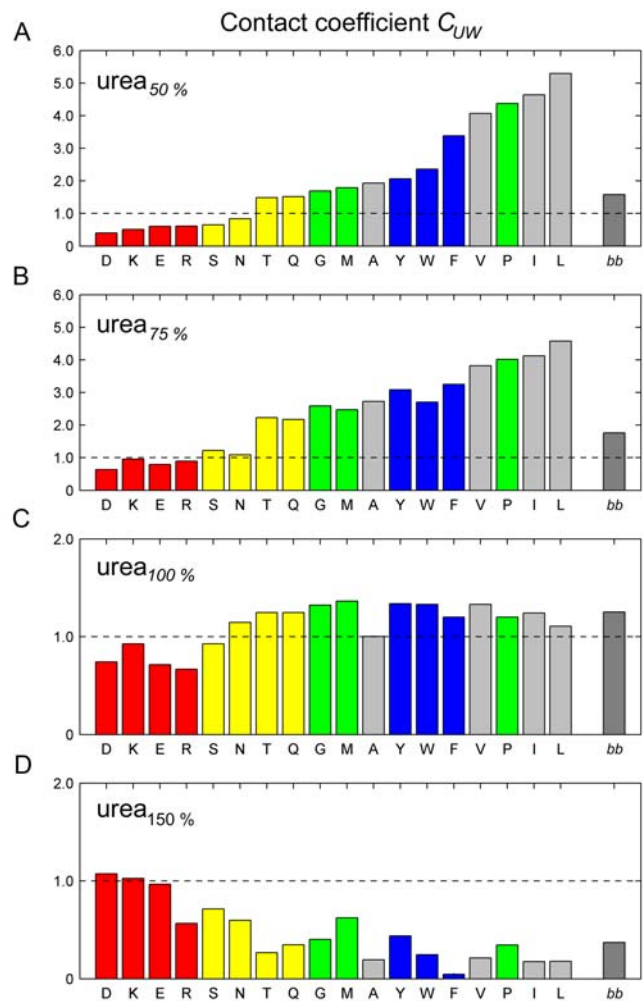 Contact coefficient C_UW
A
6.0
5.0
4.0
3.0
2.0
1.0
0
urea50 %
D K E R S N T Q G M A Y W F V P I L bb
B
6.0
5.0
4.0
3.0
2.0
1.0
0
urea75 %
D K E R S N T Q G M A Y W F V P I L bb
C
2.0
1.0
0
urea100 %
D K E R S N T Q G M A Y W F V P I L bb
D
2.0
1.0
0
urea150 %
D K E R S N T Q G M A Y W F V P I L bb